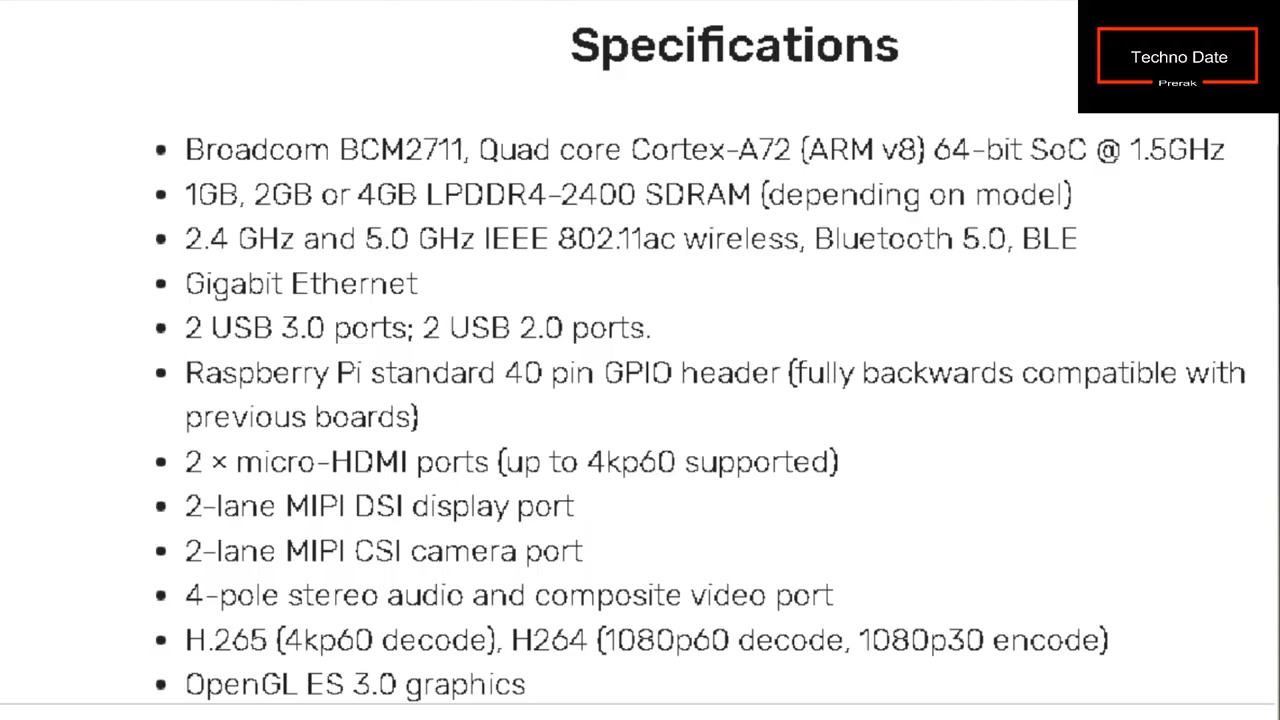 Specifications
Techno Date
Prerak
• Broadcom BCM2711, Quad core Cortex-A72 (ARM v8) 64-bit SoC @ 1.5GHz
• 1GB, 2GB or 4GB LPDDR4-2400 SDRAM (depending on model)
• 2.4 GHz and 5.0 GHz IEEE 802.11ac wireless, Bluetooth 5.0, BLE
• Gigabit Ethernet
• 2 USB 3.0 ports; 2 USB 2.0 ports.
• Raspberry Pi standard 40 pin GPIO header (fully backwards compatible with
previous boards)
• 2 × micro-HDMI ports (up to 4kp60 supported)
• 2-lane MIPI DSI display port
• 2-lane MIPI CSI camera port
• 4-pole stereo audio and composite video port
• H.265 (4kp60 decode), H264 (1080p60 decode, 1080p30 encode)
• OpenGL ES 3.0 graphics